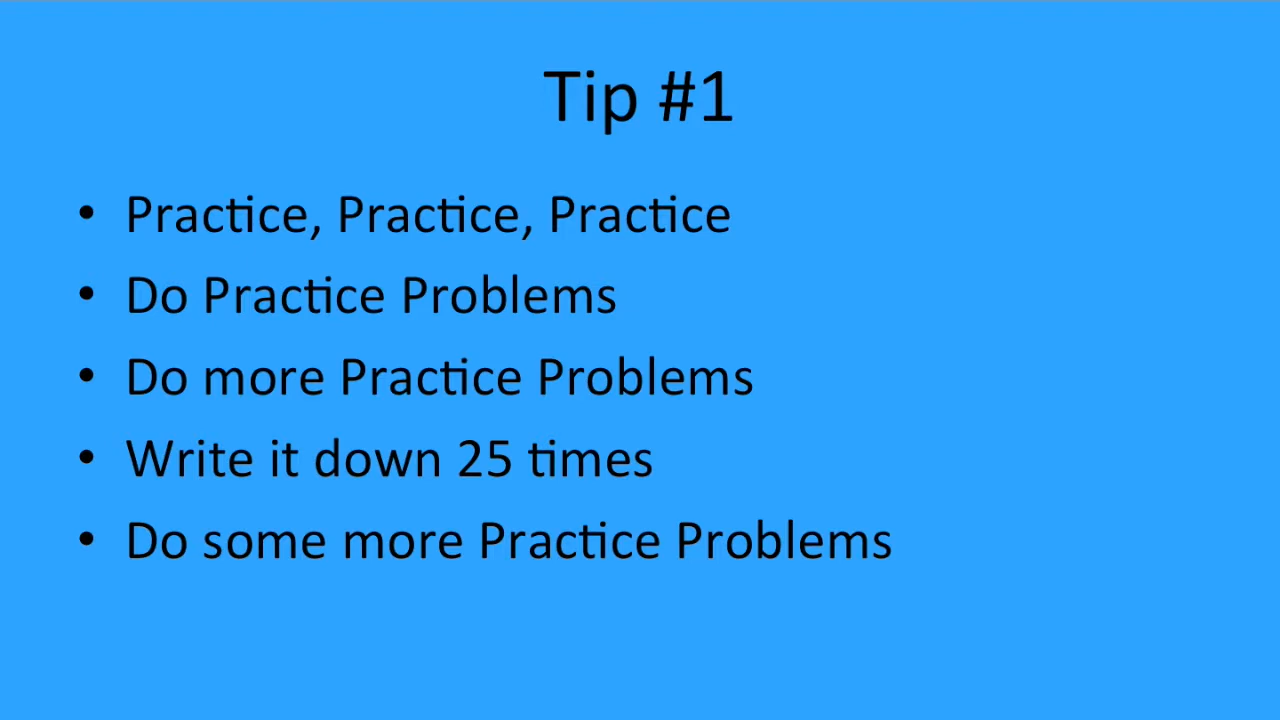 Tip #1
• Practice, Practice, Practice
• Do Practice Problems
• Do more Practice Problems
• Write it down 25 times
• Do some more Practice Problems